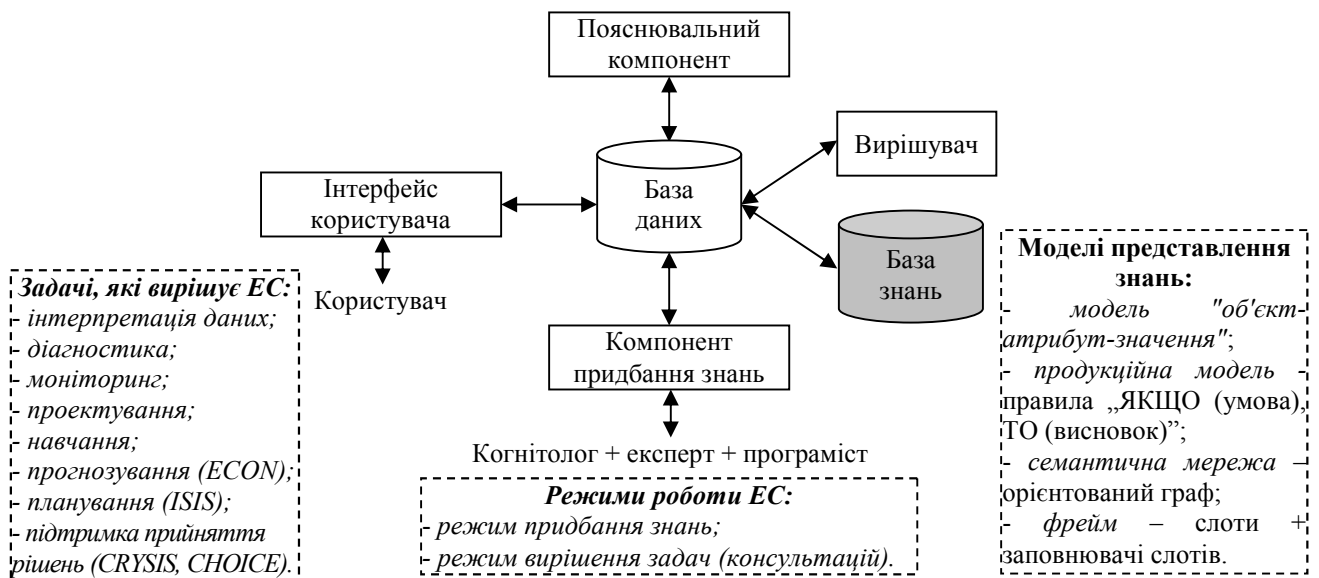 Пояснювальний
компонент
Вирішувач
База
даних
Інтерфейс
користувача
База
знань
Користувач
Компонент
придбання знань
Когнітолог + експерт + програміст
Задачі, які вирішує ЕС:
- інтерпретація даних;
- діагностика;
- моніторинг;
- проектування;
- навчання;
- прогнозування (ECON);
- планування (ISIS);
- підтримка прийняття
рішень (CRYSIS, CHOICE).
Режими роботи ЕС:
- режим придбання знань;
- режим вирішення задач (консультацій).
Моделі представлення
знань:
- модель "об'єкт-
атрибут-значення";
- продукційна модель -
правила „ЯКЩО (умова),
ТО (висновок)”;
- семантична мережа –
орієнтований граф;
- фрейм – слоти +
заповнювачі слотів.